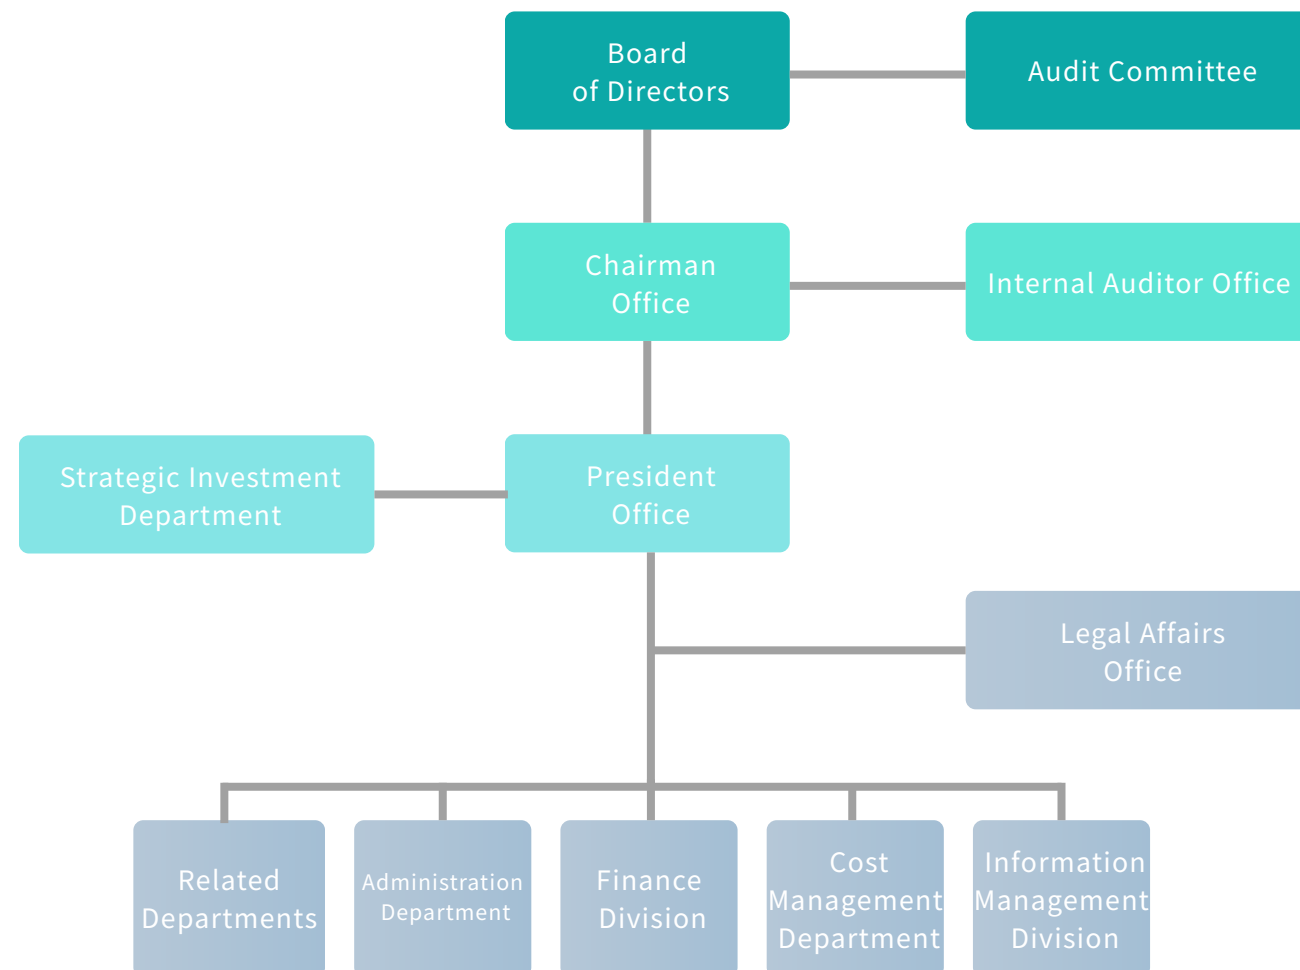 Board
of Directors
Audit Committee
Chairman
Office
Internal Auditor Office
Strategic Investment
Department
President
Office
Legal Affairs
Office
Related
Departments
Administration
Department
Finance
Division
Cost
Management
Department
Information
Management
Division